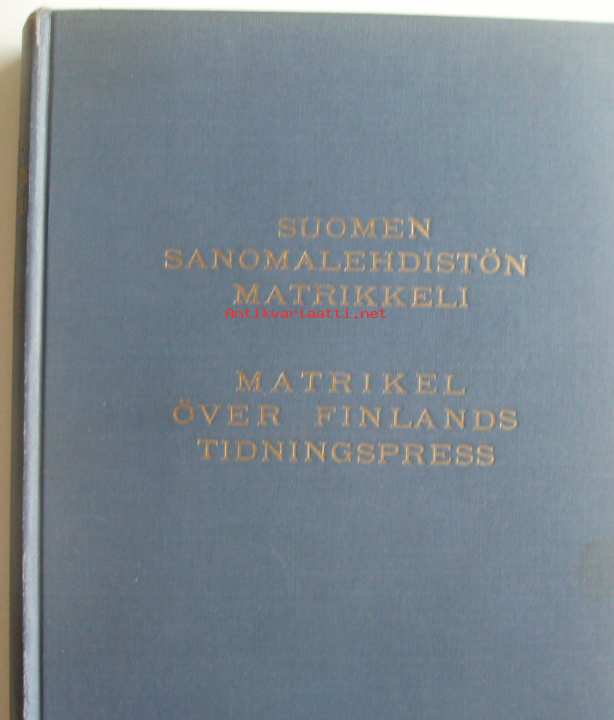 SUOMEN
SANOMALEHDISTÖN
MATRIKKELI
Antikvariaatti.net
MATRIKEL
ÖVER FINLANDS
TIDNINGSPRESS